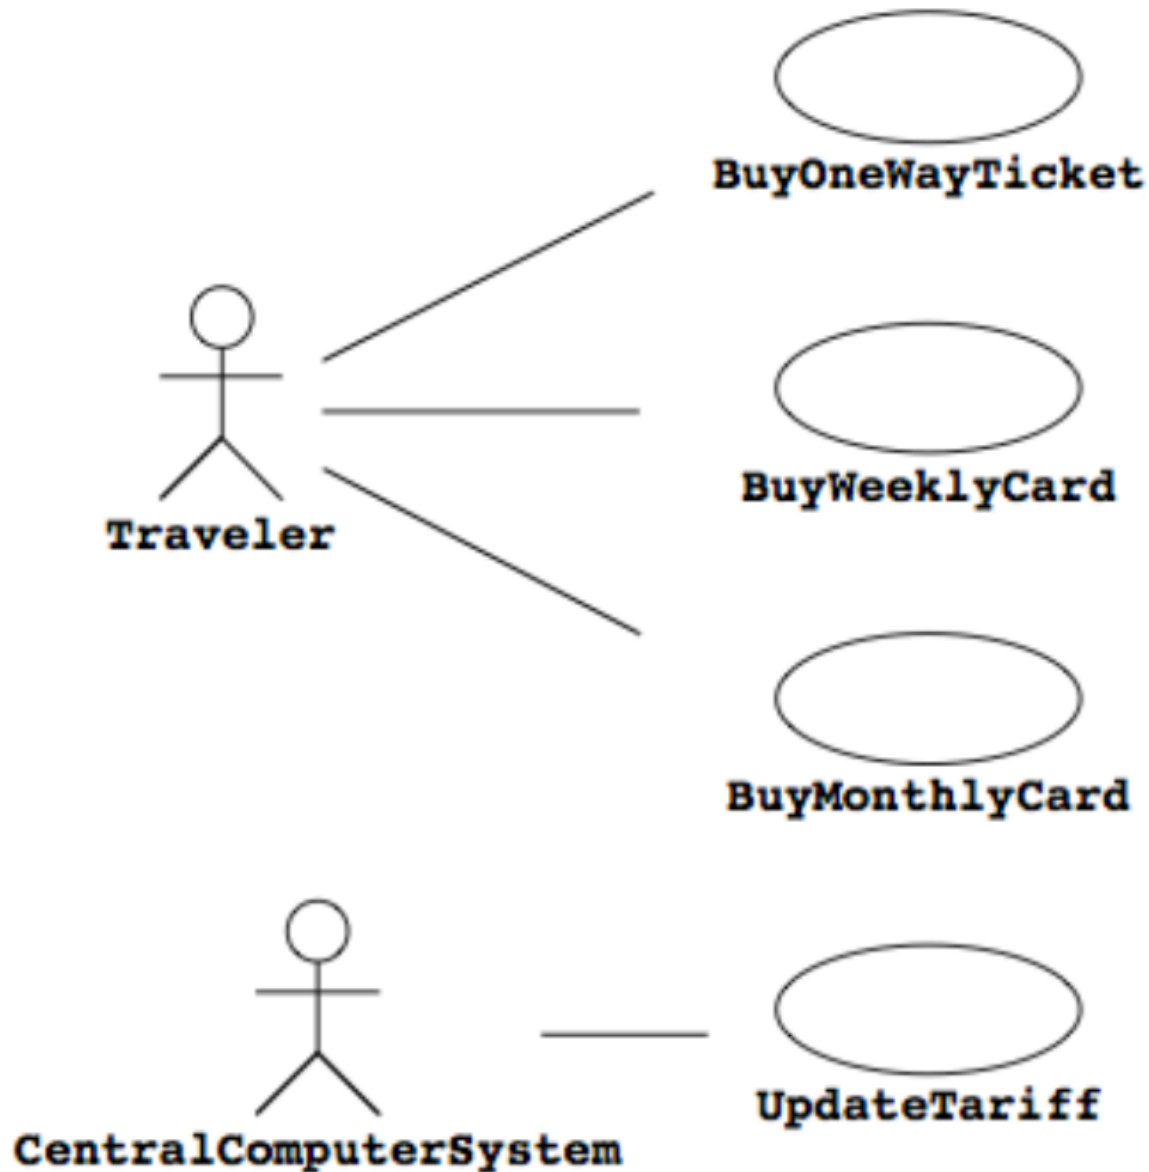 BuyOneWayTicket
BuyWeeklyCard
Traveler
BuyMonthlyCard
UpdateTariff
CentralComputerSystem